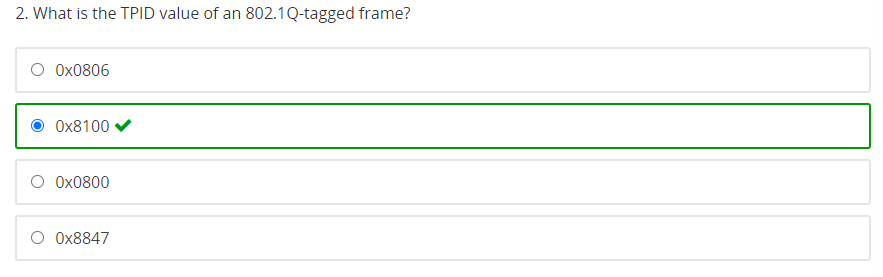 2. What is the TPID value of an 802.1Q-tagged frame?
0x0806
0x8100
0x0800
0x8847